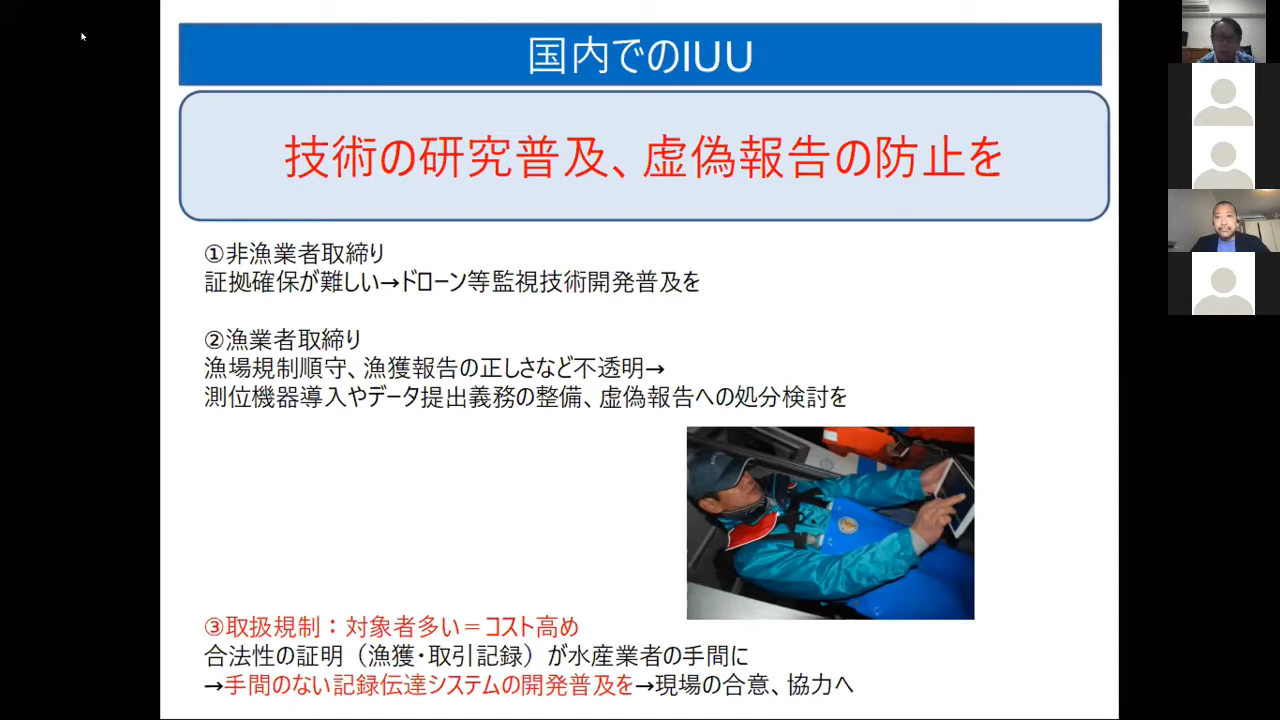 国内でのIUU
技術の研究普及、虚偽報告の防止を
①非漁業者取締り
証拠確保が難しい→ドローン等監視技術開発普及を
②漁業者取締り
漁場規制順守、漁獲報告の正しさなど不透明→
測位機器導入やデータ提出義務の整備、虚偽報告への処分検討を
③取扱規制：対象者多い＝コスト高め
合法性の証明（漁獲・取引記録）が水産業者の手間に
→手間のない記録伝達システムの開発普及を→現場の合意、協力へ